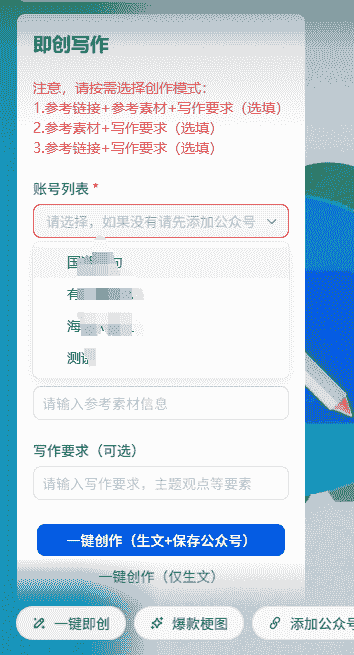 即创写作
注意，请按需选择创作模式：
1.参考链接+参考素材+写作要求（选填）
2.参考素材+写作要求（选填）
3.参考链接+写作要求（选填）
账号列表 *
请选择，如果没有请先添加公众号
国
有
海
测
请输入参考素材信息
写作要求（可选）
请输入写作要求，主题观点等要素
一键创作（生文+保存公众号）
一键创作（仅生文）
一键即创
爆款梗图
添加公众号